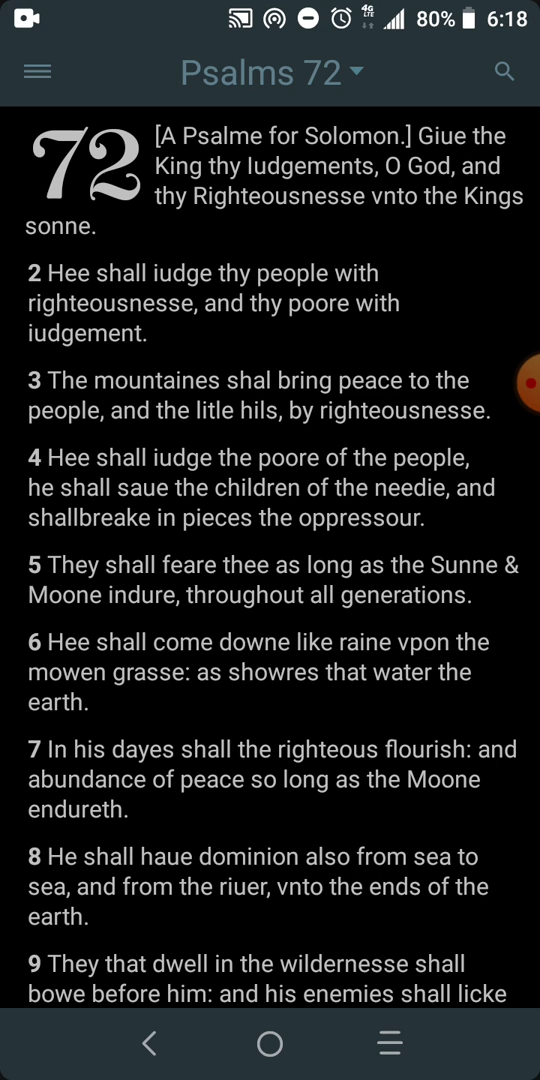 4G
LTE
80%
6:18
Psalms 72
72
[A Psalme for Solomon.] Giue the
King thy Iudgements, O God, and
thy Righteousnesse vnto the Kings
sonne.
2 Hee shall iudge thy people with
righteousnesse, and thy poore with
iudgement.
3 The mountaines shal bring peace to the
people, and the litle hils, by righteousnesse.
4 Hee shall iudge the poore of the people,
he shall saue the children of the needie, and
shallbreake in pieces the oppressour.
5 They shall feare thee as long as the Sunne &
Moone indure, throughout all generations.
6 Hee shall come downe like raine vpon the
mowen grasse: as showres that water the
earth.
7 In his dayes shall the righteous flourish: and
abundance of peace so long as the Moone
endureth.
8 He shall haue dominion also from sea to
sea, and from the riuer, vnto the ends of the
earth.
9 They that dwell in the wildernesse shall
bowe before him: and his enemies shall licke